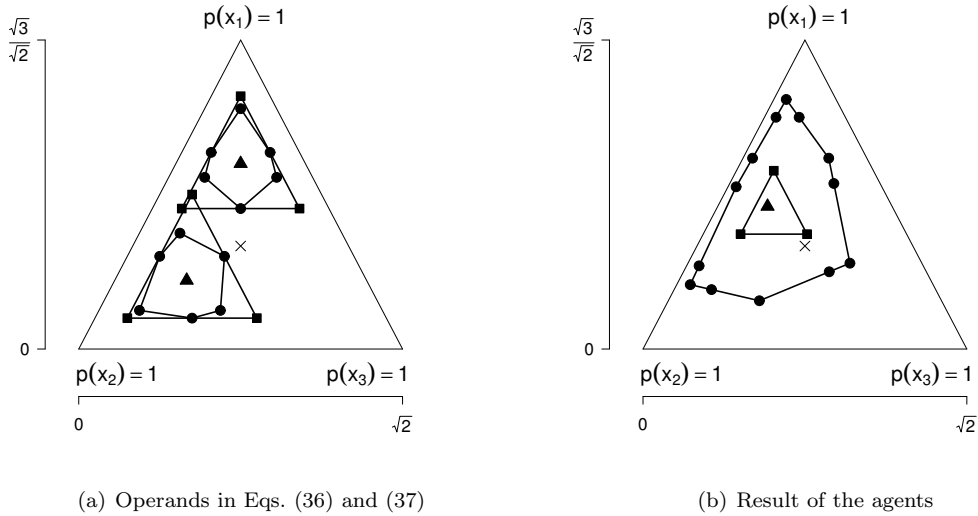 p(x₁) = 1
√3/√2
0
p(x₂) = 1
p(x₃) = 1
0
√2
(a) Operands in Eqs. (36) and (37)
p(x₁) = 1
√3/√2
0
p(x₂) = 1
p(x₃) = 1
0
√2
(b) Result of the agents